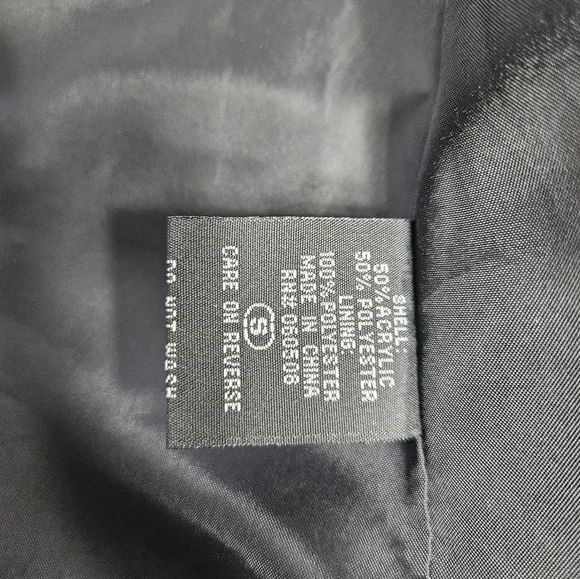 SHELL:
50% ACRYLIC
50% POLYESTER
LINING:
100% POLYESTER
MADE IN CHINA
RN# 060506
S
CARE ON REVERSE
DO NOT WASH